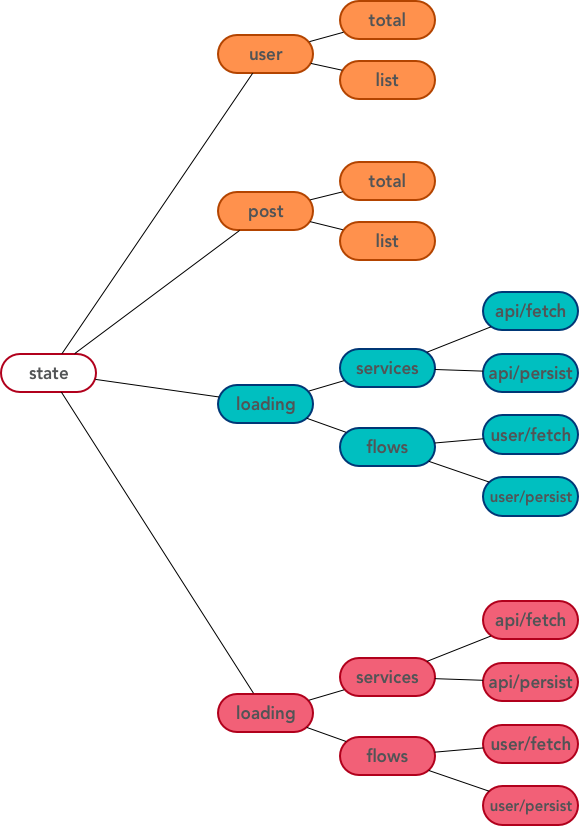 state
user
total
list
post
total
list
loading
services
api/fetch
api/persist
flows
user/fetch
user/persist
loading
services
api/fetch
api/persist
flows
user/fetch
user/persist